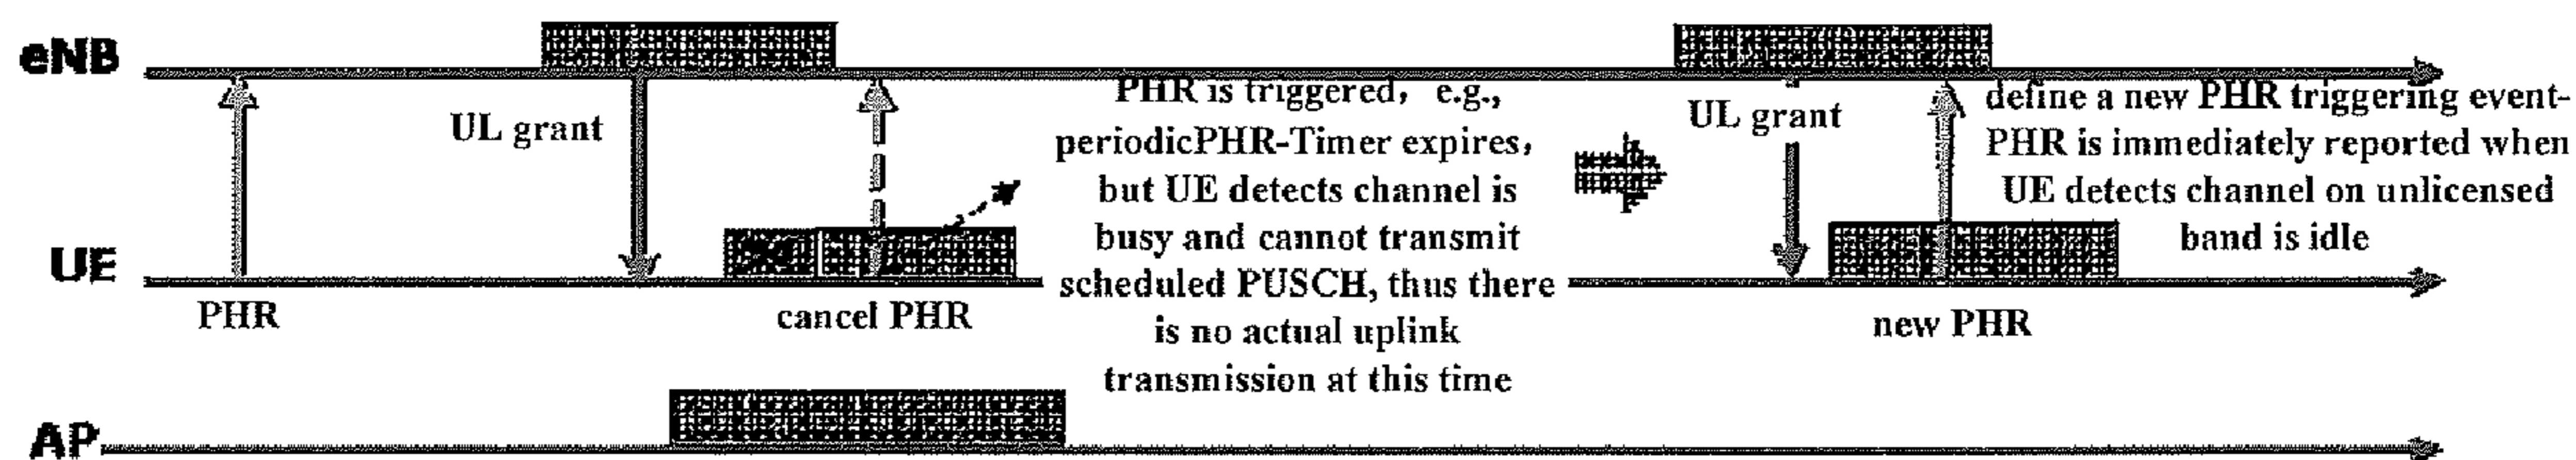 eNB
UL grant
PHR is triggered, e.g.,
periodicPHR-Timer expires,
but UE detects channel is
busy and cannot transmit
scheduled PUSCH, thus there
is no actual uplink
transmission at this time
UL grant
define a new PHR triggering event-
PHR is immediately reported when
UE detects channel on unlicensed
band is idle
UE
PHR
cancel PHR
new PHR
AP